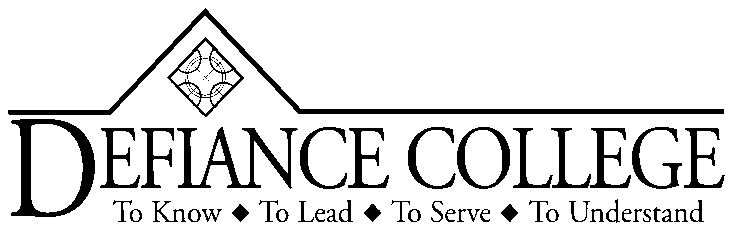 DEFIANCE COLLEGE
To Know ◆ To Lead ◆ To Serve ◆ To Understand